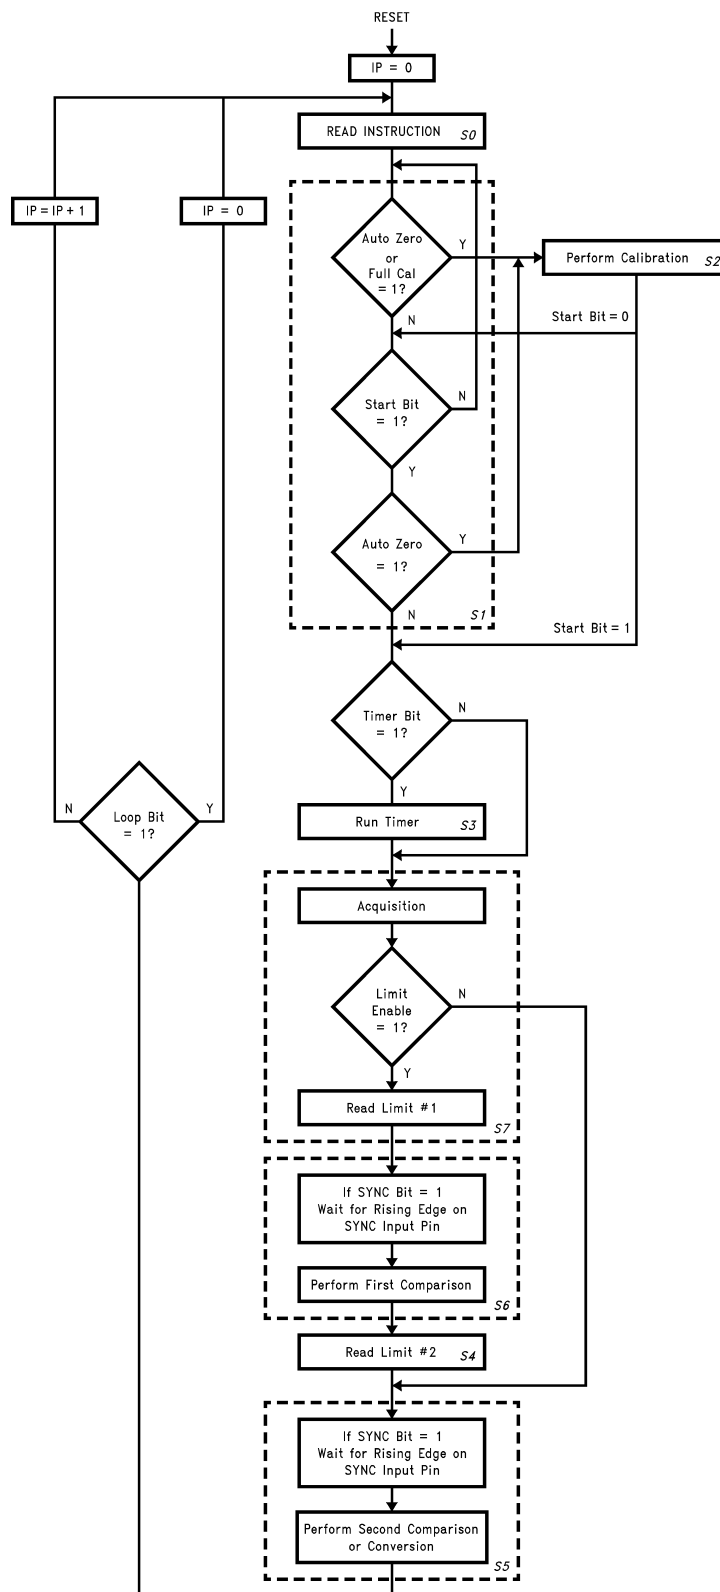 RESET
IP = 0
READ INSTRUCTION S0
IP = IP + 1
IP = 0
Auto Zero
or
Full Cal
= 1?
Y
Perform Calibration S2
N
Start Bit = 0
Start Bit
= 1?
N
Y
Auto Zero
= 1?
Y
N
S1
Start Bit = 1
Timer Bit
= 1?
N
Y
Loop Bit
= 1?
N
Y
Run Timer S3
Acquisition
Limit
Enable
= 1?
N
Y
Read Limit #1
S7
If SYNC Bit = 1
Wait for Rising Edge on
SYNC Input Pin
Perform First Comparison
S6
Read Limit #2 S4
If SYNC Bit = 1
Wait for Rising Edge on
SYNC Input Pin
Perform Second Comparison
or Conversion
S5